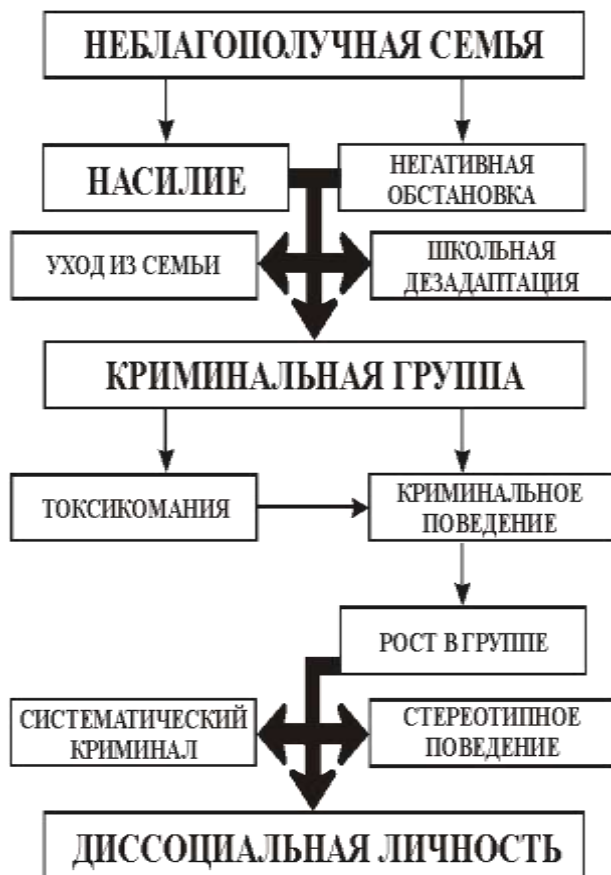 НЕБЛАГОПОЛУЧНАЯ СЕМЬЯ
НАСИЛИЕ
НЕГАТИВНАЯ
ОБСТАНОВКА
УХОД ИЗ СЕМЬИ
ШКОЛЬНАЯ
ДЕЗАДАПТАЦИЯ
КРИМИНАЛЬНАЯ ГРУППА
ТОКСИКОМАНИЯ
КРИМИНАЛЬНОЕ
ПОВЕДЕНИЕ
РОСТ В ГРУППЕ
СИСТЕМАТИЧЕСКИЙ
КРИМИНАЛ
СТЕРЕОТИПНОЕ
ПОВЕДЕНИЕ
ДИССОЦИАЛЬНАЯ ЛИЧНОСТЬ